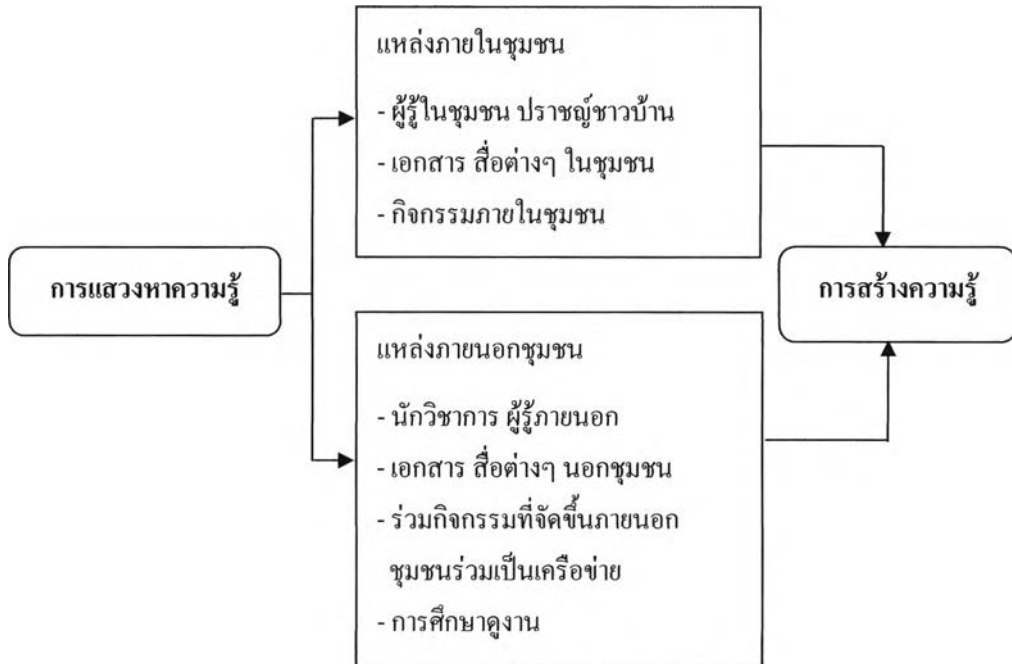 แหล่งภายในชุมชน
- ผู้รู้ในชุมชน ปราชญ์ชาวบ้าน
- เอกสาร สื่อต่างๆ ในชุมชน
- กิจกรรมภายในชุมชน
การแสวงหาความรู้
การสร้างความรู้
แหล่งภายนอกชุมชน
- นักวิชาการ ผู้รู้ภายนอก
- เอกสาร สื่อต่างๆ นอกชุมชน
- ร่วมกิจกรรมที่จัดขึ้นภายนอก
ชุมชนร่วมเป็นเครือข่าย
- การศึกษาดูงาน